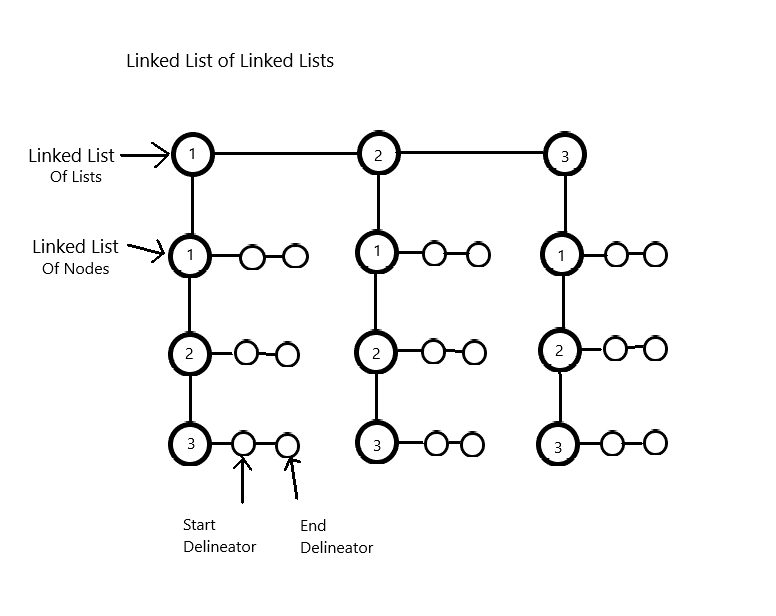 Linked List of Linked Lists
Linked List
Of Lists
1
2
3
Linked List
Of Nodes
1
1
1
2
2
2
3
3
3
Start
Delineator
End
Delineator